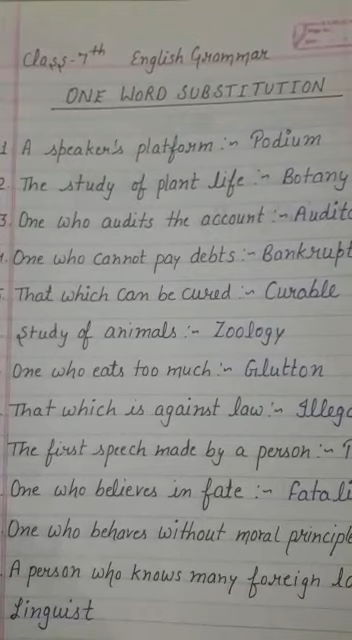 Class-7th English Grammar
ONE WORD SUBSTITUTION
1 A speaker's platform :~ Podium
2. The study of plant life :~ Botany
3. One who audits the account :~ Audito
. One who cannot pay debts :~ Bankrupt
. That which can be cured :~ Curable
Study of animals :~ Zoology
One who eats too much :~ Glutton
That which is against law :~ Illega
The first speech made by a person :~
One who believes in fate :~ Fatali
One who behaves without moral principle
A person who knows many foreign la
Linguist